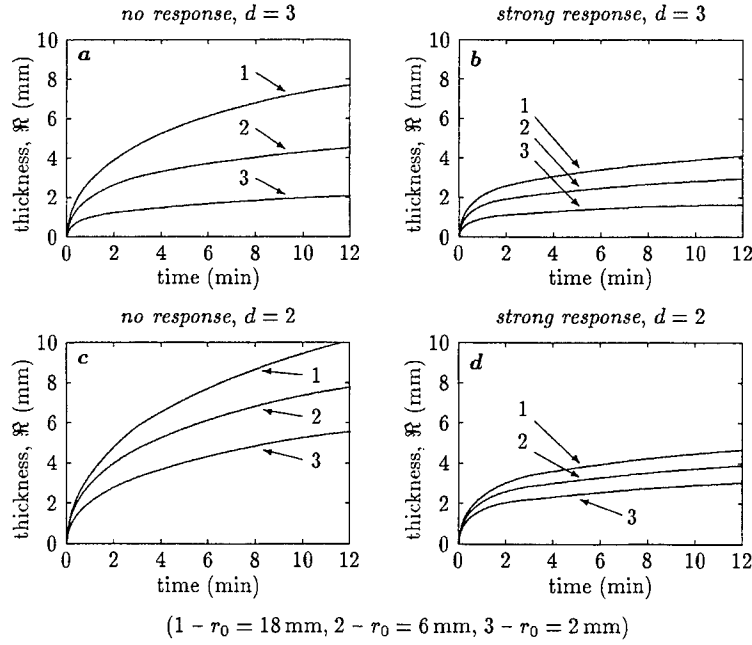 no response, d = 3
strong response, d = 3
10
8
6
4
2
0
thickness, ℜ (mm)
a
1
2
3
0 2 4 6 8 10 12
time (min)
10
8
6
4
2
0
thickness, ℜ (mm)
b
1
2
3
0 2 4 6 8 10 12
time (min)
no response, d = 2
strong response, d = 2
10
8
6
4
2
0
thickness, ℜ (mm)
c
1
2
3
0 2 4 6 8 10 12
time (min)
10
8
6
4
2
0
thickness, ℜ (mm)
d
1
2
3
0 2 4 6 8 10 12
time (min)
(1 – r₀ = 18 mm, 2 – r₀ = 6 mm, 3 – r₀ = 2 mm)